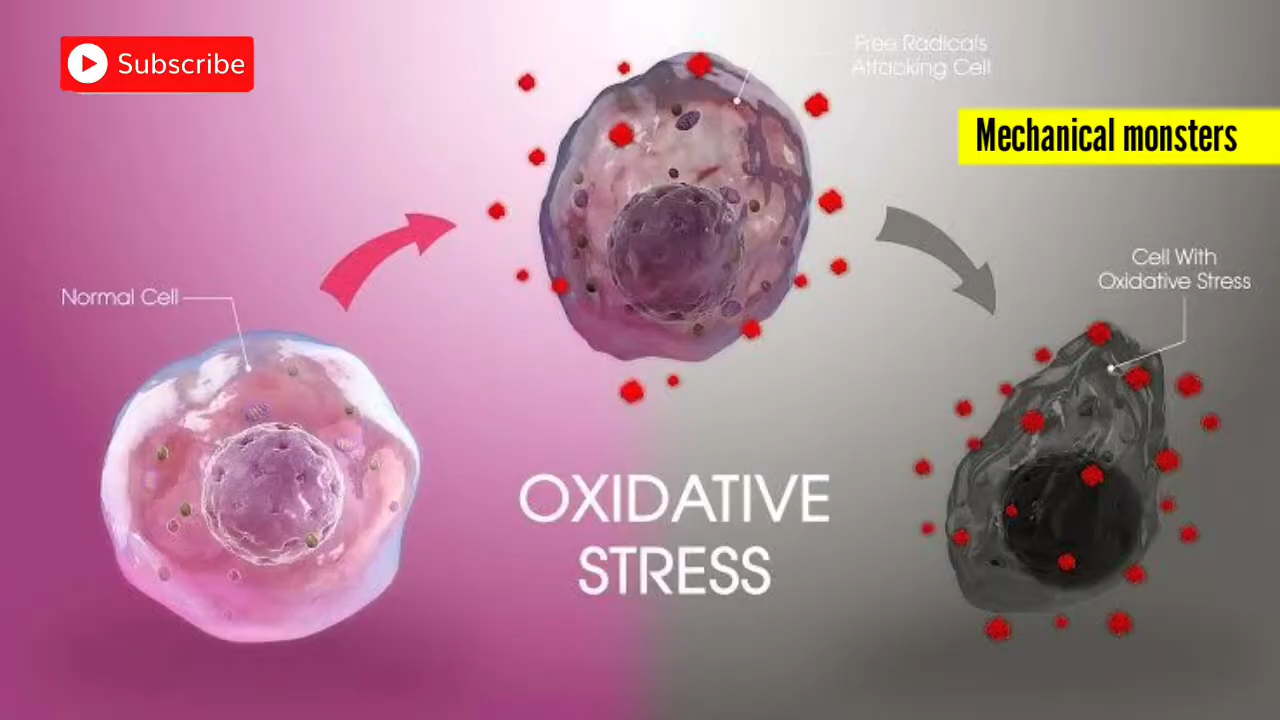 Subscribe
Free Radicals
Attacking Cell
Mechanical monsters
Cell With
Oxidative Stress
Normal Cell
OXIDATIVE
STRESS